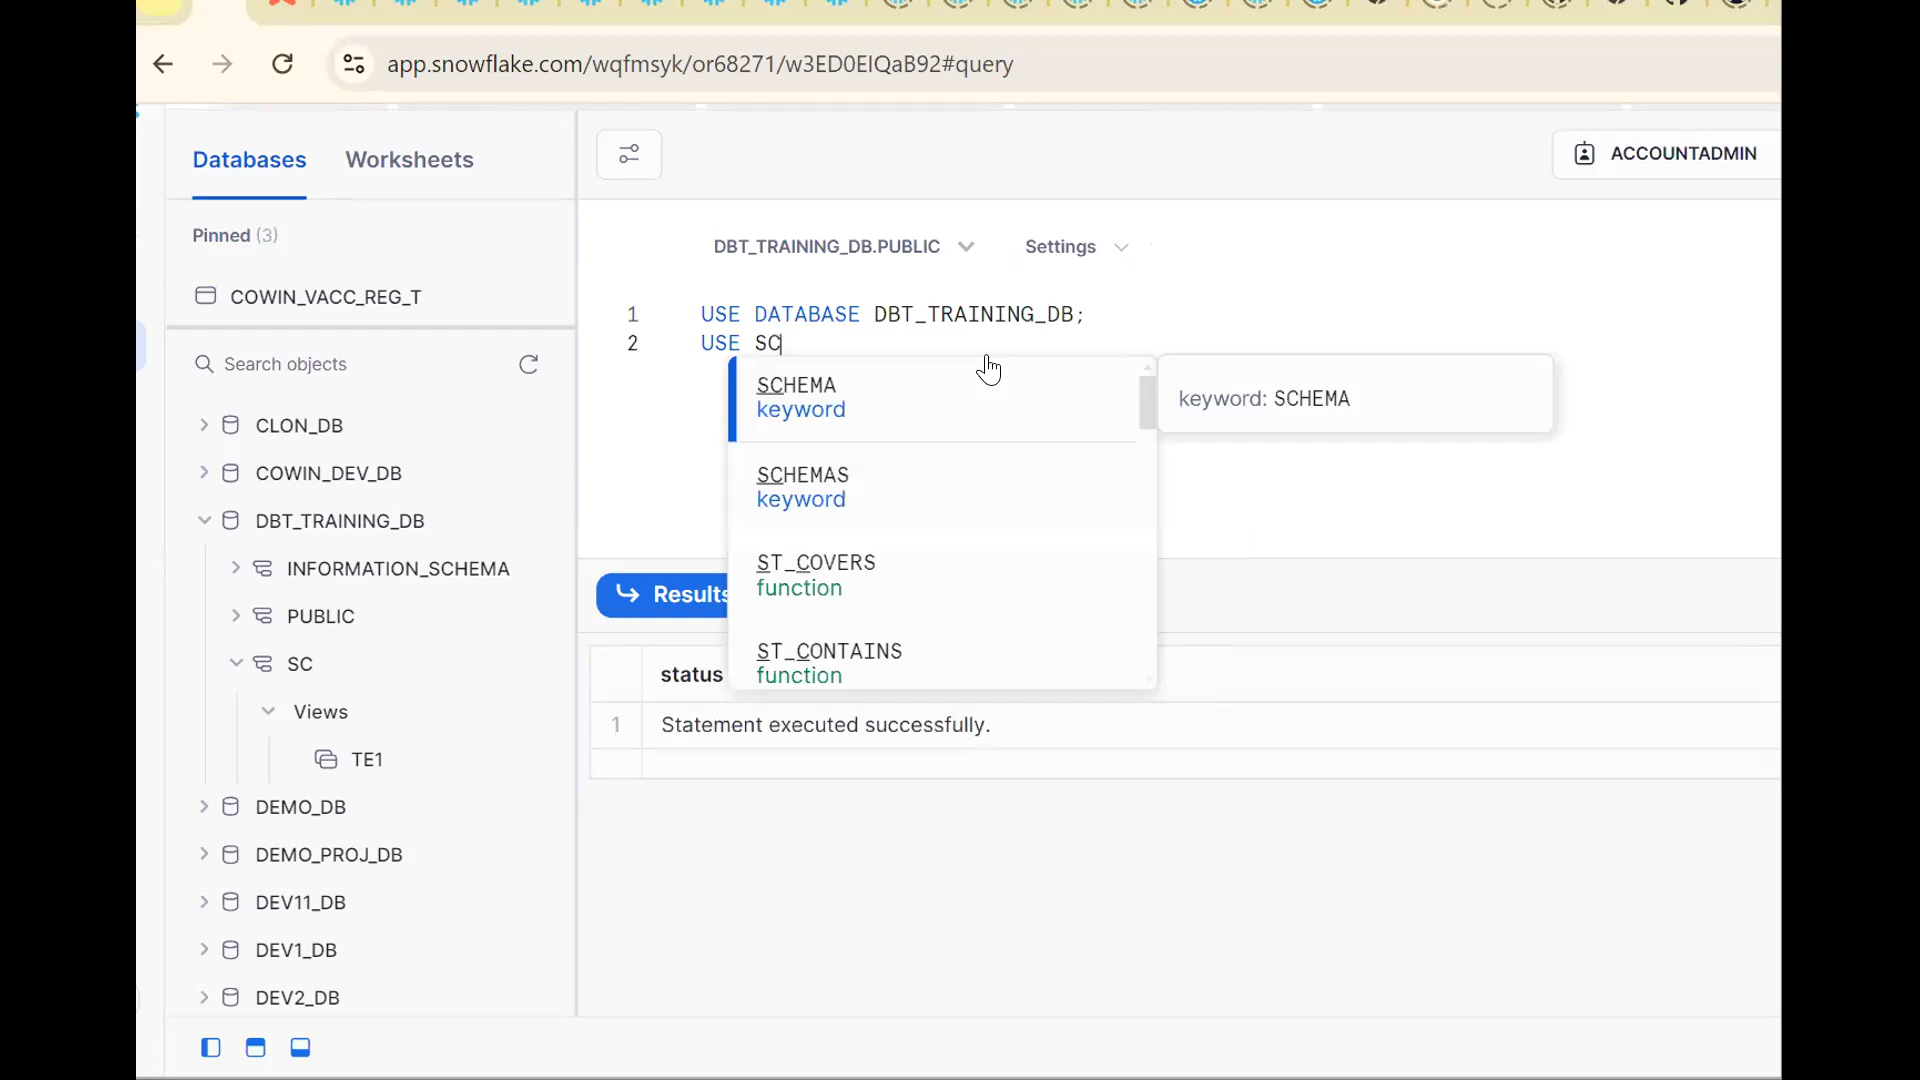 app.snowflake.com/wqfmsyk/or68271/w3ED0EIQaB92#query
Databases
Worksheets
ACCOUNTADMIN
Pinned (3)
COWIN_VACC_REG_T
Search objects
CLON_DB
COWIN_DEV_DB
DBT_TRAINING_DB
INFORMATION_SCHEMA
PUBLIC
SC
Views
TE1
DEMO_DB
DEMO_PROJ_DB
DEV11_DB
DEV1_DB
DEV2_DB
DBT_TRAINING_DB.PUBLIC
Settings
1 USE DATABASE DBT_TRAINING_DB;
2 USE SC
SCHEMA
keyword
SCHEMAS
keyword
ST_COVERS
function
ST_CONTAINS
function
keyword: SCHEMA
Results
status
1 Statement executed successfully.